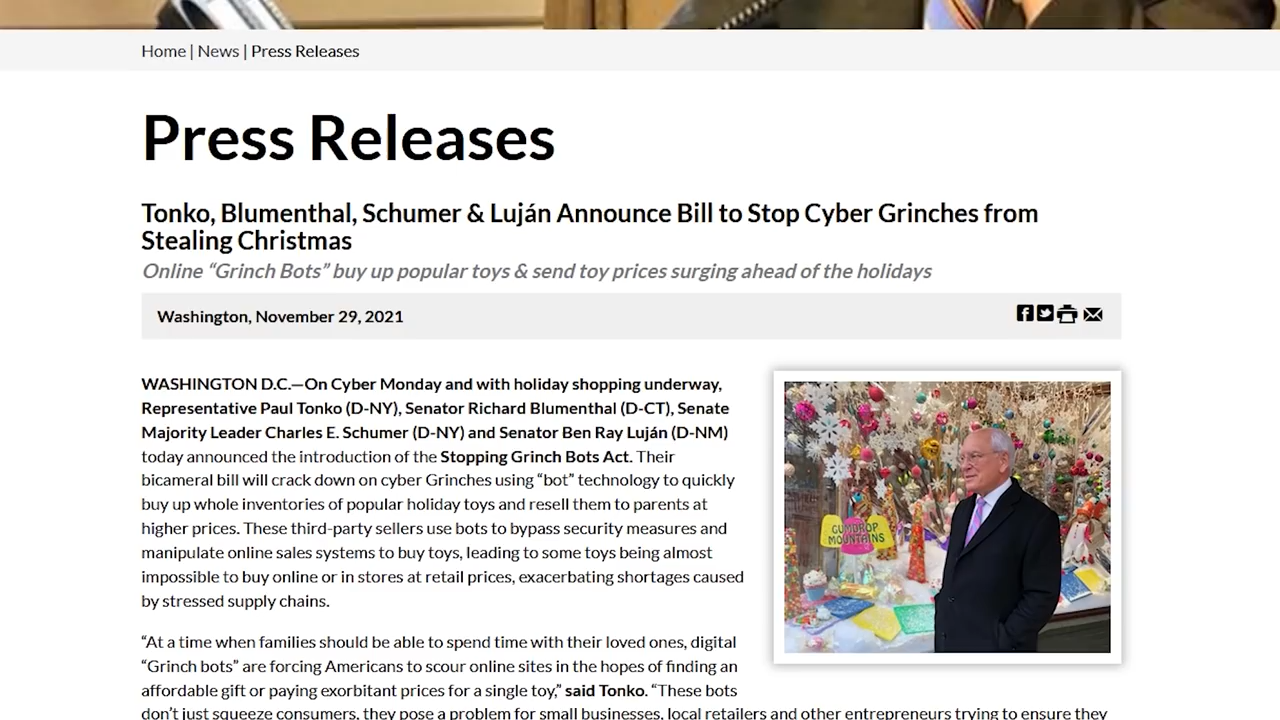 Home | News | Press Releases
Press Releases
Tonko, Blumenthal, Schumer & Luján Announce Bill to Stop Cyber Grinches from
Stealing Christmas
Online “Grinch Bots” buy up popular toys & send toy prices surging ahead of the holidays
Washington, November 29, 2021
WASHINGTON D.C.—On Cyber Monday and with holiday shopping underway,
Representative Paul Tonko (D-NY), Senator Richard Blumenthal (D-CT), Senate
Majority Leader Charles E. Schumer (D-NY) and Senator Ben Ray Luján (D-NM)
today announced the introduction of the Stopping Grinch Bots Act. Their
bicameral bill will crack down on cyber Grinches using “bot” technology to quickly
buy up whole inventories of popular holiday toys and resell them to parents at
higher prices. These third-party sellers use bots to bypass security measures and
manipulate online sales systems to buy toys, leading to some toys being almost
impossible to buy online or in stores at retail prices, exacerbating shortages caused
by stressed supply chains.
GUMDROP
MOUNTAINS
“At a time when families should be able to spend time with their loved ones, digital
“Grinch bots” are forcing Americans to scour online sites in the hopes of finding an
affordable gift or paying exorbitant prices for a single toy,” said Tonko. “These bots
don’t just squeeze consumers, they pose a problem for small businesses, local retailers and other entrepreneurs trying to ensure they